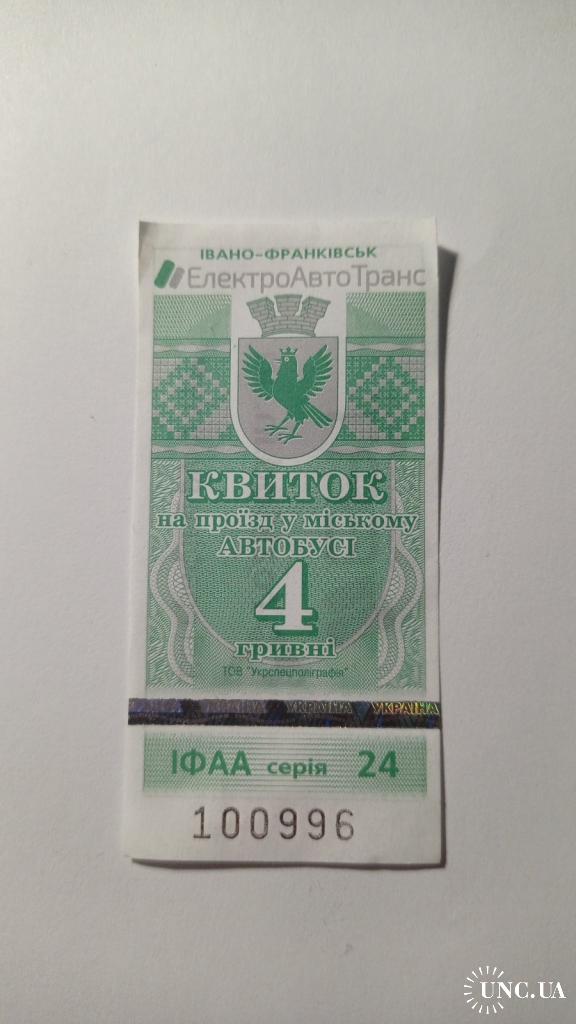 ІВАНО-ФРАНКІВСЬК
ЕлектроАвтоТранс
КВИТОК
на проїзд у міському
АВТОБУСІ
4
гривні
ТОВ "Укрспецполіграфія"
УКРАЇНА УКРАЇНА
ІФАА серія 24
100996
UNC.UA